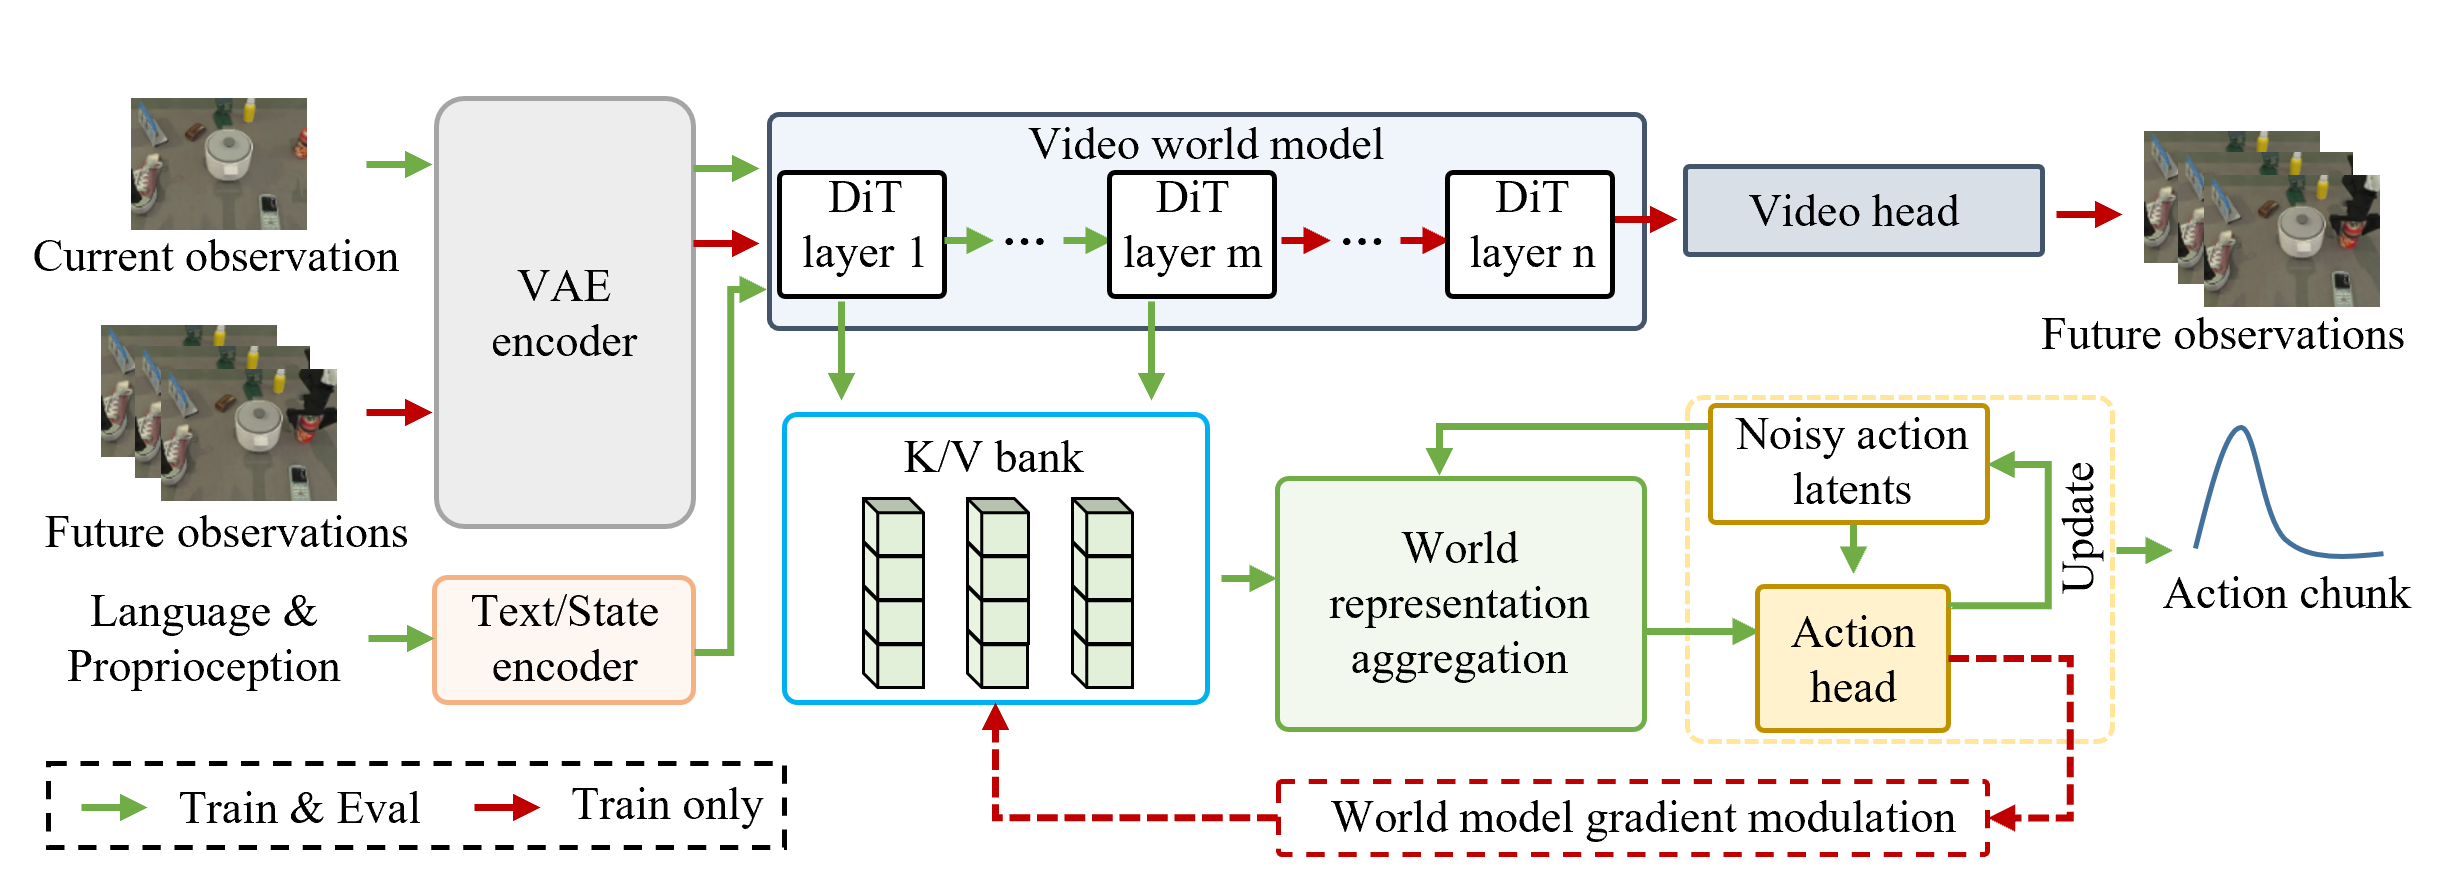 Current observation
Future observations
Language &
Proprioception
VAE
encoder
Text/State
encoder
Video world model
DiT
layer 1
...
DiT
layer m
...
DiT
layer n
Video head
Future observations
K/V bank
World
representation
aggregation
Noisy action
latents
Action
head
Update
Action chunk
World model gradient modulation
Train & Eval
Train only